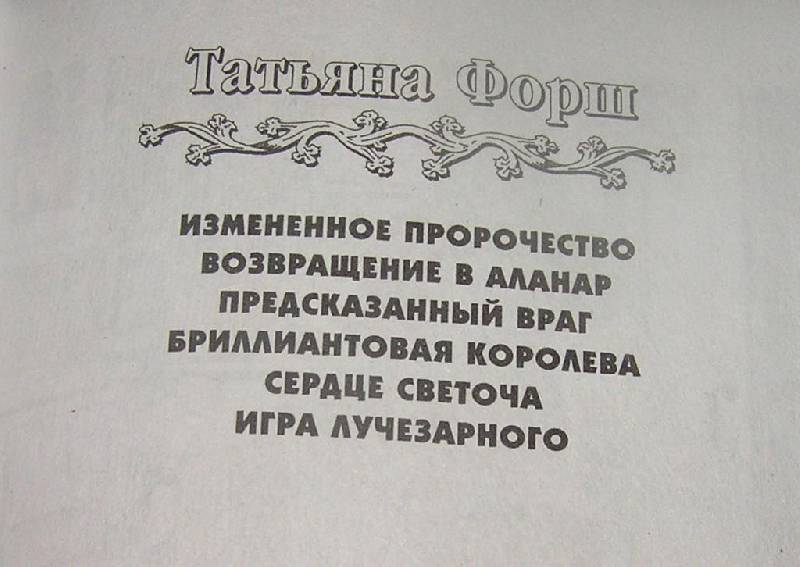 Татьяна Форш
ИЗМЕНЕННОЕ ПРОРОЧЕСТВО
ВОЗВРАЩЕНИЕ В АЛАНАР
ПРЕДСКАЗАННЫЙ ВРАГ
БРИЛЛИАНТОВАЯ КОРОЛЕВА
СЕРДЦЕ СВЕТОЧА
ИГРА ЛУЧЕЗАРНОГО